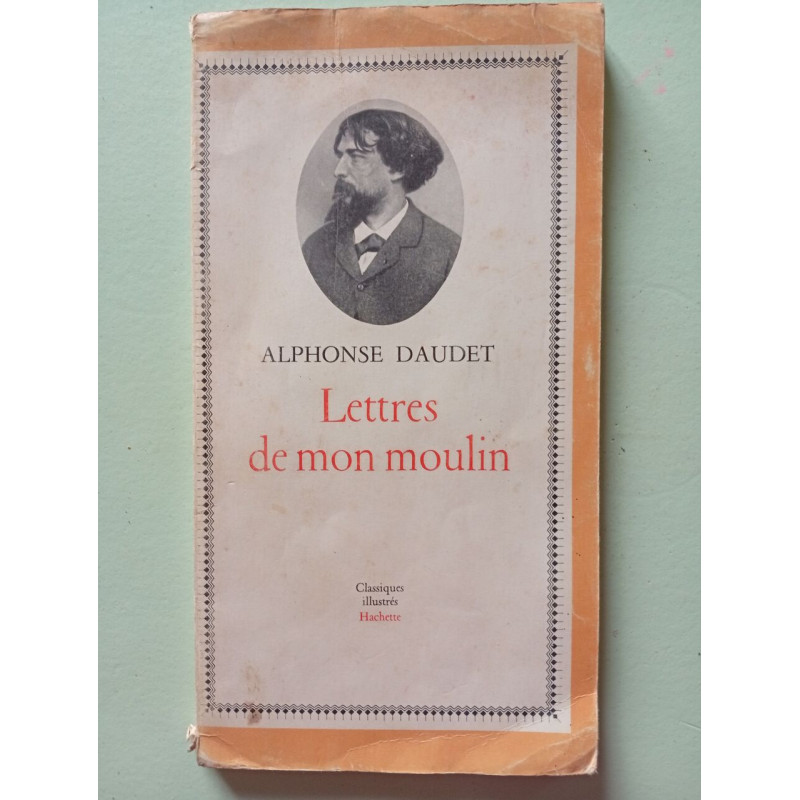 ALPHONSE DAUDET
Lettres
de mon moulin
Classiques
illustrés
Hachette